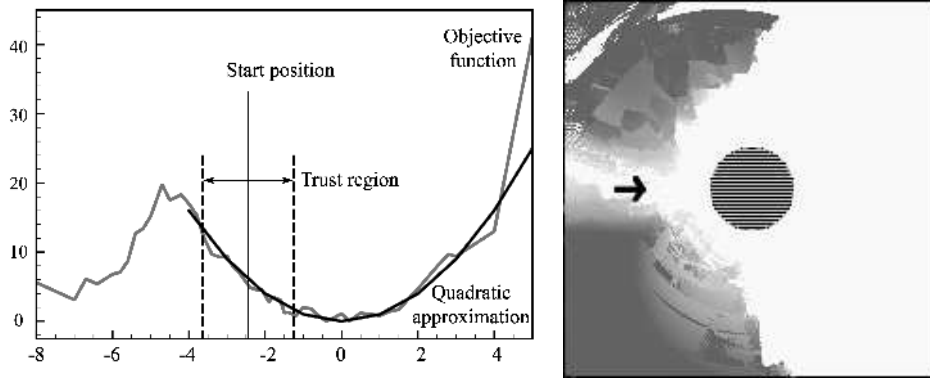 40
Objective
function
Start position
30
20
Trust region
10
Quadratic
approximation
0
-8
-6
-4
-2
0
2
4